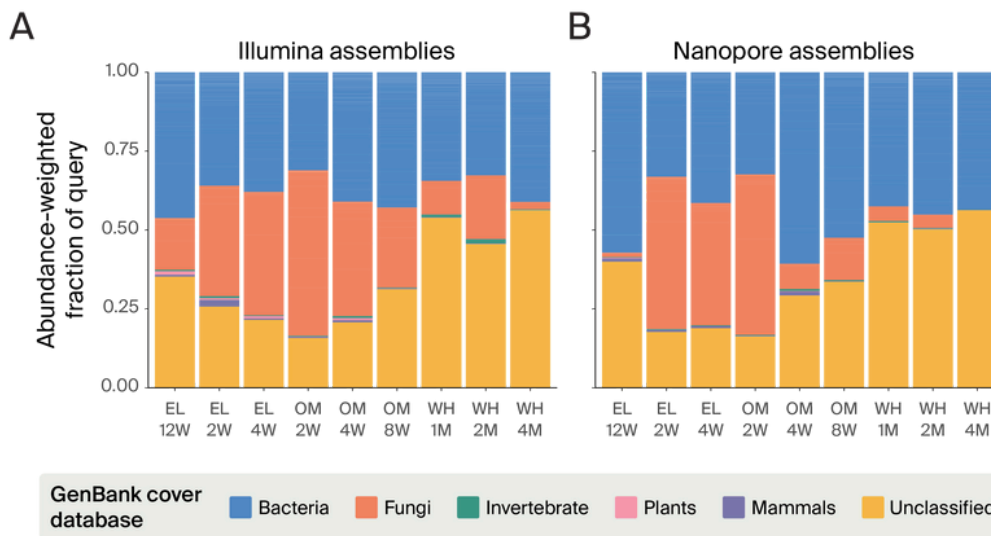 A
B
Illumina assemblies
Nanopore assemblies
Abundance-weighted
fraction of query
1.00
0.75
0.50
0.25
0.00
EL EL EL OM OM OM WH WH WH
12W 2W 4W 2W 4W 8W 1M 2M 4M
EL EL EL OM OM OM WH WH WH
12W 2W 4W 2W 4W 8W 1M 2M 4M
GenBank cover
database
Bacteria Fungi Invertebrate Plants Mammals Unclassified